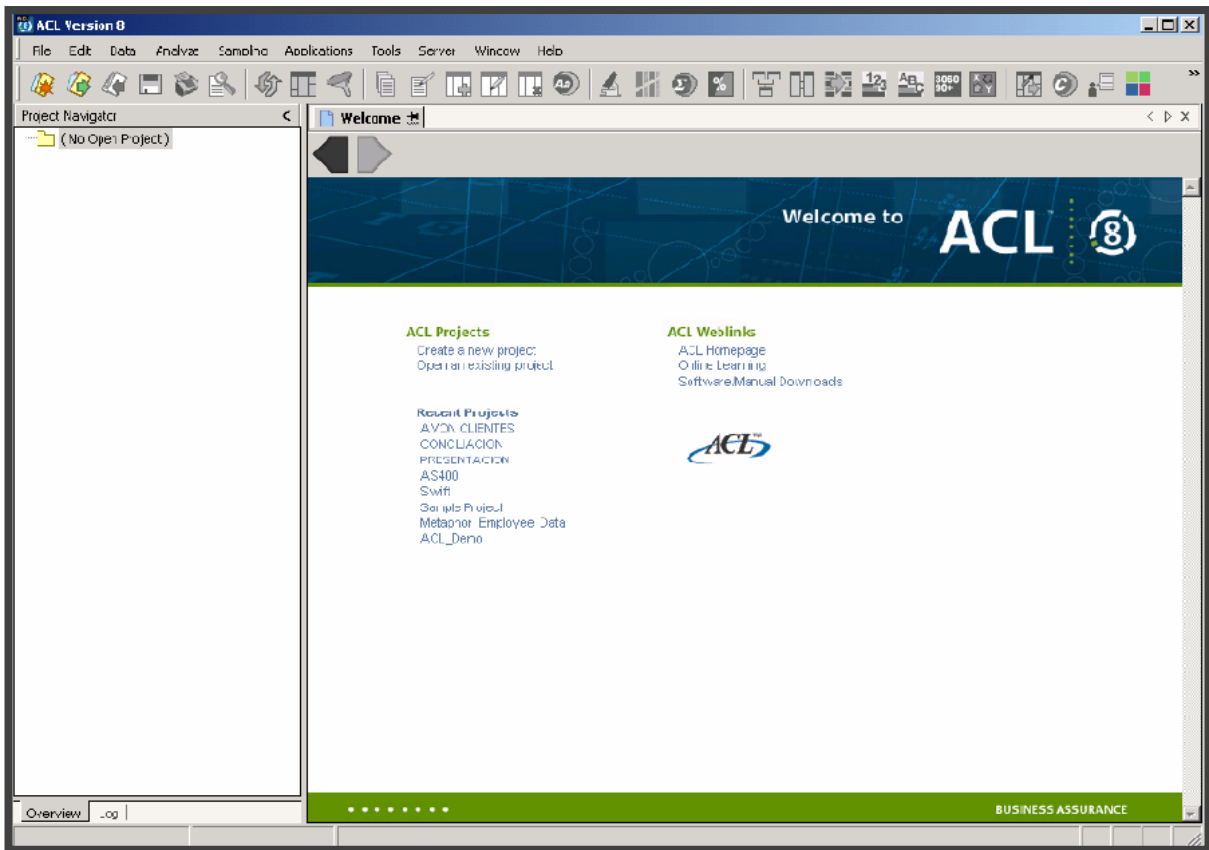 ACL Version 8
File Edit Data Analyze Sampling Applications Tools Server Window Help
Project Navigator
(No Open Project)
Welcome
Welcome to
ACL 8
ACL Projects
Create a new project
Open an existing project
ACL Weblinks
ACL Homepage
Online Learning
Software/Manual Downloads
Recent Projects
AVON CLIENTES
CONCILIACION
PRESENTACION
AS400
Swift
Sample Project
Metaphor_Employee_Data
ACL_Demo
ACL
Overview Log
BUSINESS ASSURANCE